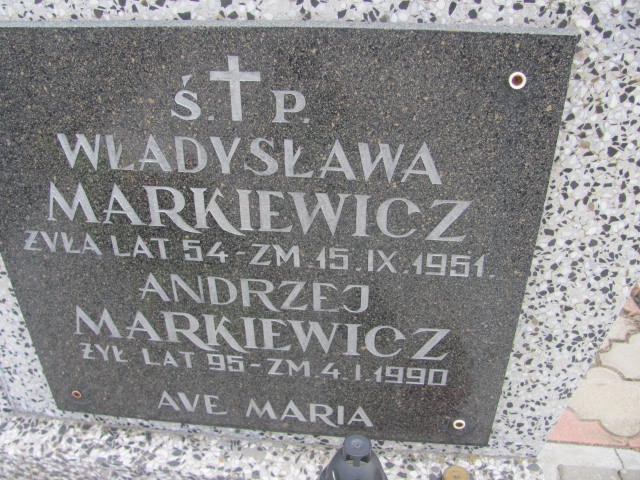 Ś.†P.
WŁADYSŁAWA
MARKIEWICZ
ŻYŁA LAT 54-ZM.15.IX.1951.
ANDRZEJ
MARKIEWICZ
ŻYŁ LAT 95-ZM.4.I.1990
AVE MARIA